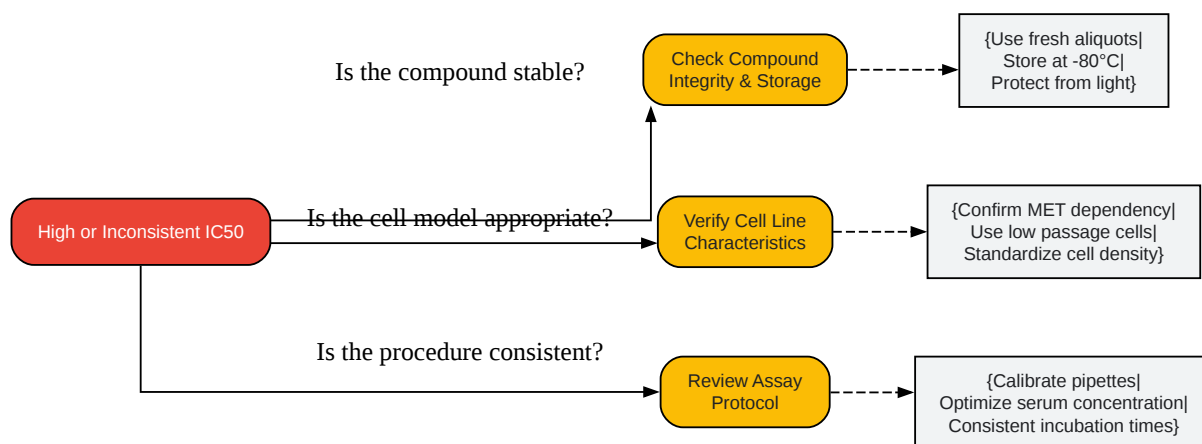 Is the compound stable?
Check Compound
Integrity & Storage
{Use fresh aliquots|
Store at -80°C|
Protect from light}
High or Inconsistent IC50
Is the cell model appropriate?
Verify Cell Line
Characteristics
{Confirm MET dependency|
Use low passage cells|
Standardize cell density}
Is the procedure consistent?
Review Assay
Protocol
{Calibrate pipettes|
Optimize serum concentration|
Consistent incubation times}